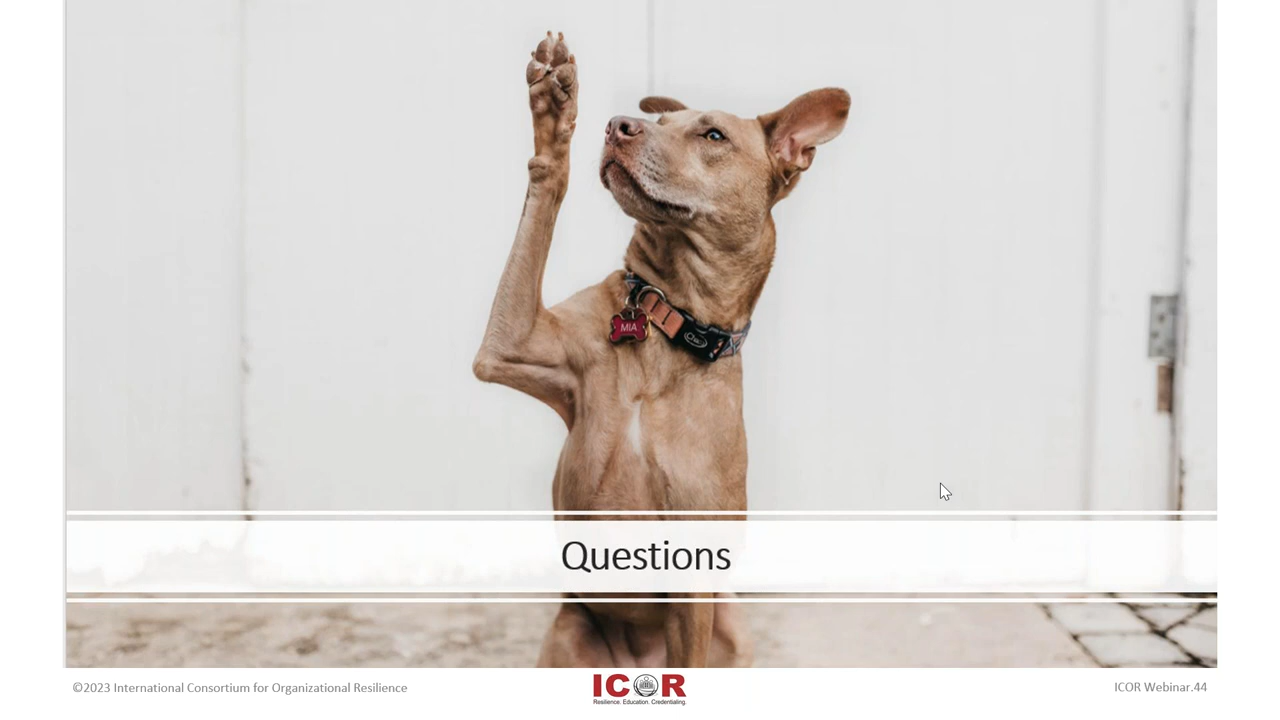 MIA
Questions
©2023 International Consortium for Organizational Resilience
ICOR
Resilience. Education. Credentialing.
ICOR Webinar.44